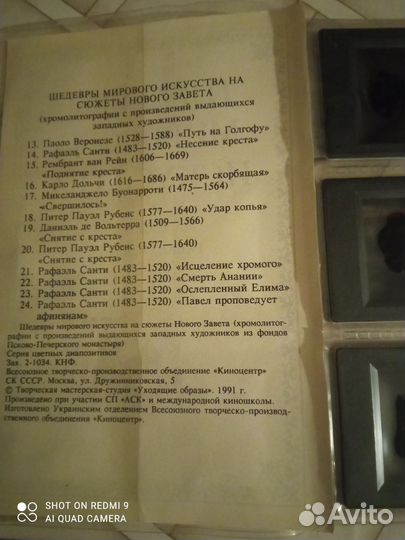 ШЕДЕВРЫ МИРОВОГО ИСКУССТВА НА
СЮЖЕТЫ НОВОГО ЗАВЕТА
(хромолитографии с произведений выдающихся
западных художников)
13. Паоло Веронезе (1528—1588) «Путь на Голгофу»
14. Рафаэль Санти (1483—1520) «Несение креста»
15. Рембрант ван Рейн (1606—1669)
«Поднятие креста»
16. Карло Дольчи (1616—1686) «Матерь скорбящая»
17. Микеланджело Буонарроти (1475—1564)
«Свершилось!»
18. Питер Пауэл Рубенс (1577—1640) «Удар копья»
19. Даниэль де Вольтерра (1509—1566)
«Снятие с креста»
20. Питер Пауэл Рубенс (1577—1640)
«Снятие с креста»
21. Рафаэль Санти (1483—1520) «Исцеление хромого»
22. Рафаэль Санти (1483—1520) «Смерть Анании»
23. Рафаэль Санти (1483—1520) «Ослепленный Елима»
24. Рафаэль Санти (1483—1520) «Павел проповедует
афинянам»
Шедевры мирового искусства на сюжеты Нового Завета (хромолитог-
рафии с произведений выдающихся западных художников из фондов
Псково-Печерского монастыря)
Серия цветных диапозитивов
Зак. 2-1034. КНФ.
Всесоюзное творческо-производственное объединение «Киноцентр».
СК СССР. Москва, ул. Дружинниковская, 5
© Творческая мастерская-студия «Уходящие образы». 1991 г.
Произведено при участии СП «ЛСК» и международной киношколы.
Изготовлено Украинским отделением Всесоюзного творческо-производ-
ственного объединения «Киноцентр».
SHOT ON REDMI 9
AI QUAD CAMERA
Avito